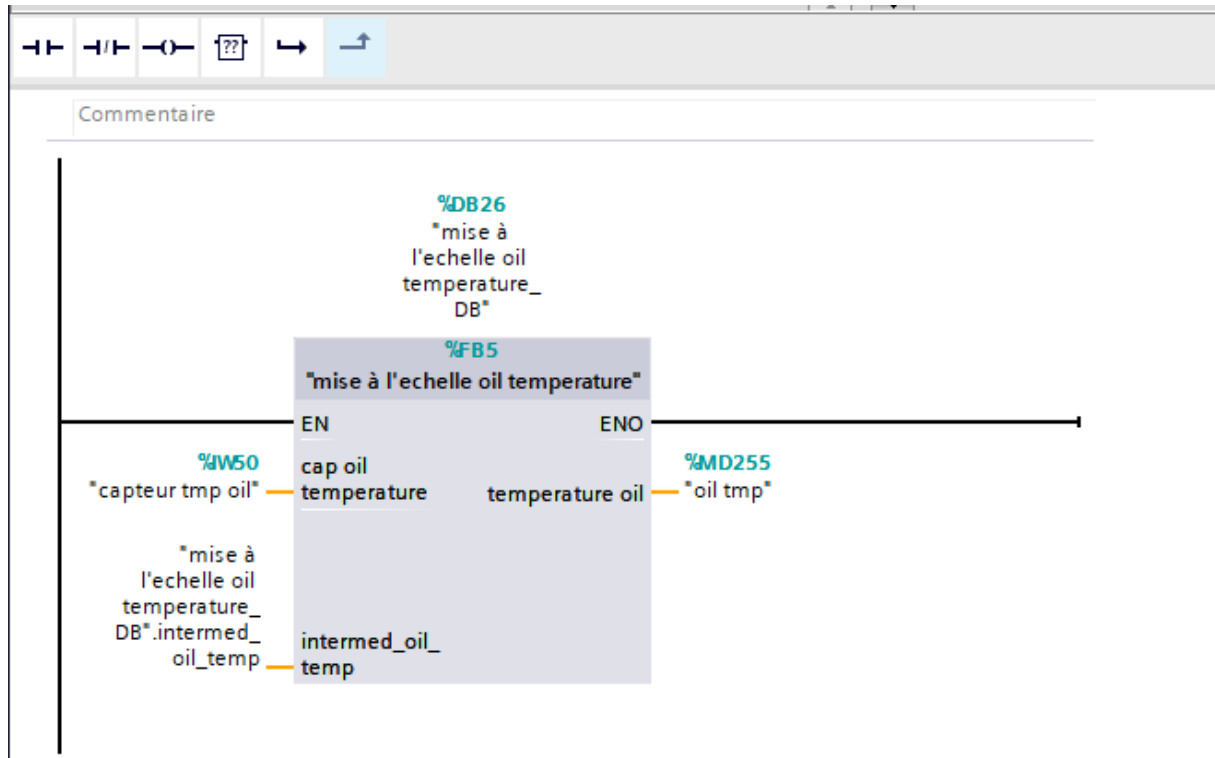 ??
Commentaire
%DB26
"mise à
l'echelle oil
temperature_
DB"
%FB5
"mise à l'echelle oil temperature"
EN
ENO
%IW50
"capteur tmp oil"
cap oil
temperature
temperature oil
%MD255
"oil tmp"
"mise à
l'echelle oil
temperature_
DB".intermed_
oil_temp
intermed_oil_
temp